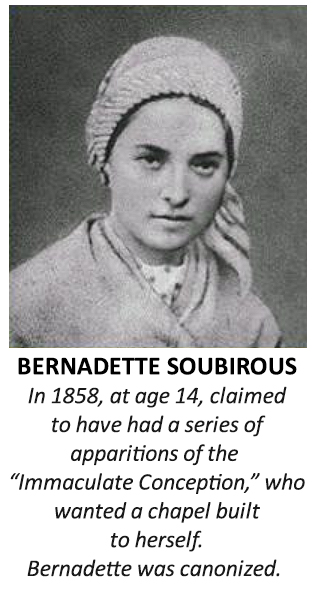 BERNADETTE SOUBIROUS
In 1858, at age 14, claimed
to have had a series of
apparitions of the
“Immaculate Conception,” who
wanted a chapel built
to herself.
Bernadette was canonized.